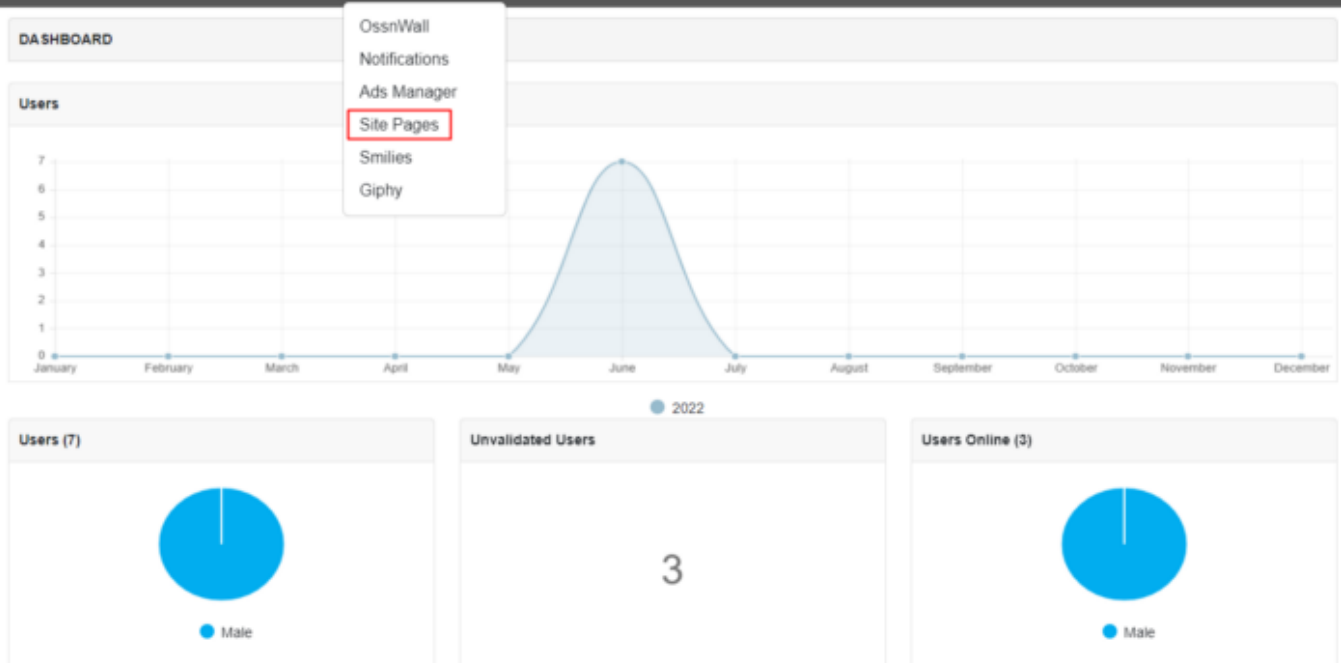 OssnWall
DASHBOARD
Notifications
Ads Manager
Users
Site Pages
Smilies
Giphy
7
6
5
4
3
2
1
0
January February March April May June July August September October November December
2022
Users (7) Unvalidated Users Users Online (3)
3
Male Male